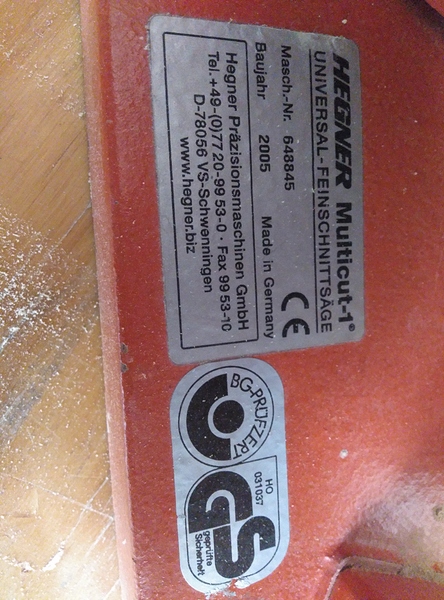 HEGNER Multicut-1®
UNIVERSAL-FEINSCHNITTSÄGE
Masch.-Nr. 648845
Baujahr 2005 Made in Germany
CE
Hegner Präzisionsmaschinen GmbH
Tel.+49-(0)77 20-99 53-0 · Fax 99 53-10
D-78056 VS-Schwenningen
www.hegner.biz
BG-PRÜFZERT
HO
031037
GS
geprüfte
Sicherheit